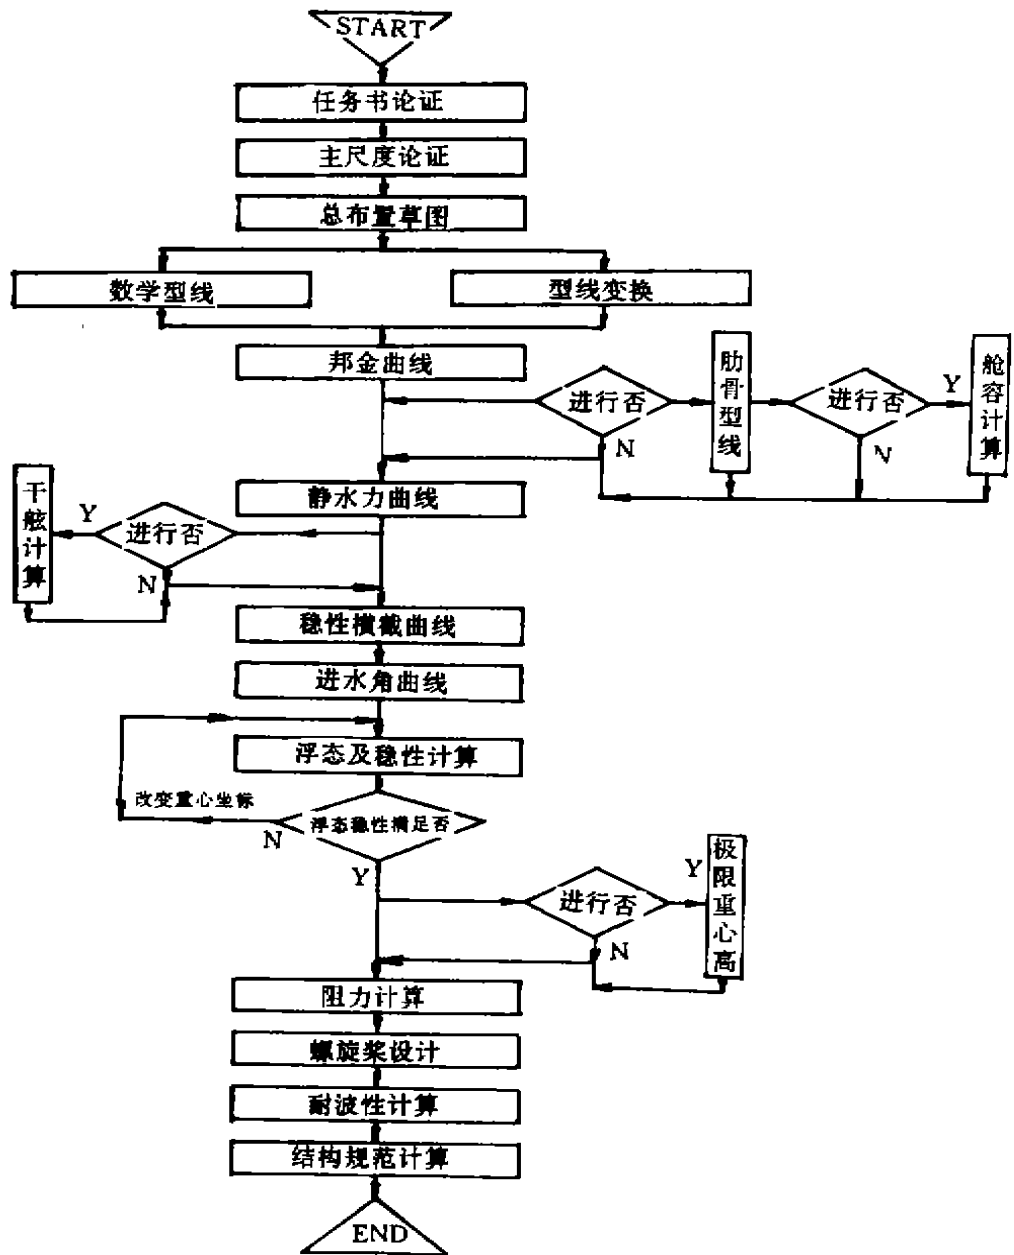 START
任务书论证
主尺度论证
总布置草图
数学型线
型线变换
邦金曲线
进行否
N
肋骨型线
进行否
N
Y
舱容计算
静水力曲线
进行否
Y
N
干舷计算
稳性横截曲线
进水角曲线
浮态及稳性计算
改变重心坐标
浮态稳性满足否
N
Y
进行否
Y
N
极限重心高
阻力计算
螺旋桨设计
耐波性计算
结构规范计算
END